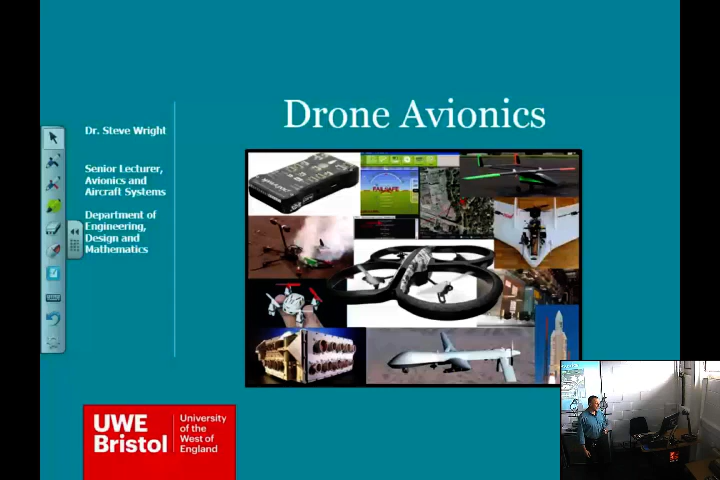 Drone Avionics
Dr. Steve Wright
Senior Lecturer,
Avionics and
Aircraft Systems
Department of
Engineering,
Design and
Mathematics
FAILSAFE
UWE
Bristol
University
of the
West of
England